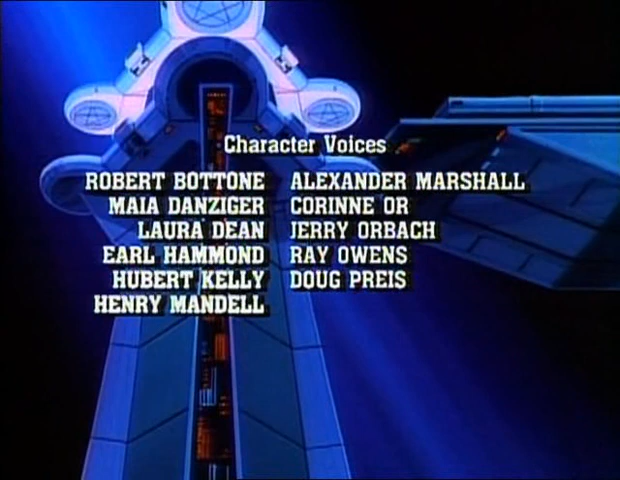 Character Voices
ROBERT BOTTONE ALEXANDER MARSHALL
MAIA DANZIGER CORINNE OR
LAURA DEAN JERRY ORBACH
EARL HAMMOND RAY OWENS
HUBERT KELLY DOUG PREIS
HENRY MANDELL